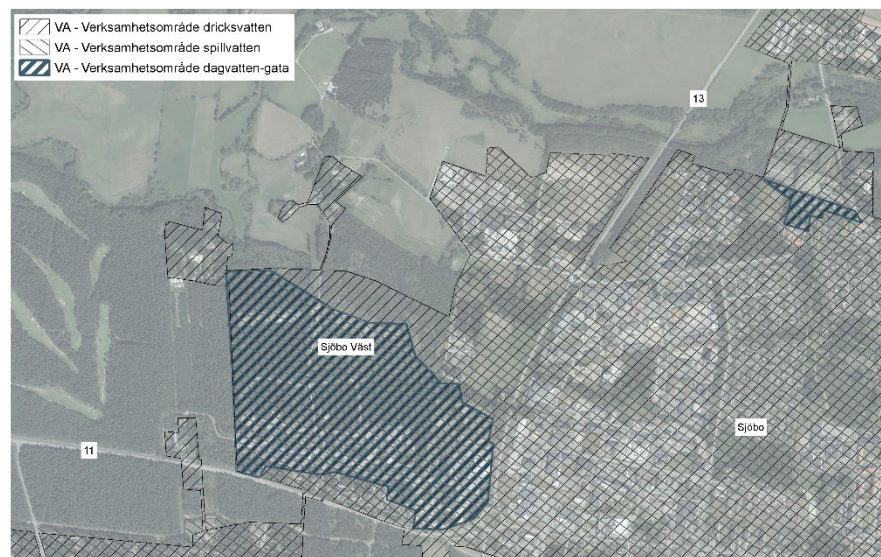 VA - Verksamhetsområde dricksvatten
VA - Verksamhetsområde spillvatten
VA - Verksamhetsområde dagvatten-gata
13
Sjöbo Väst
Sjöbo
11